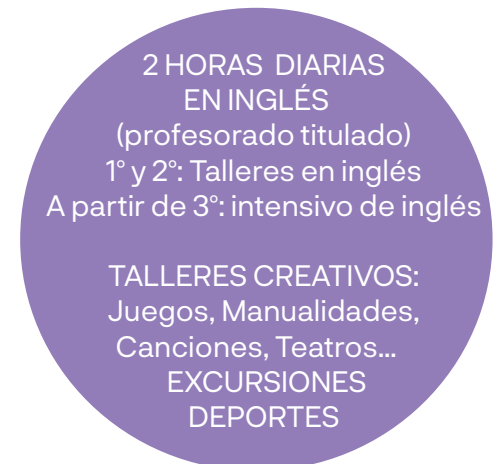 2 HORAS DIARIAS
EN INGLÉS
(profesorado titulado)
1° y 2°: Talleres en inglés
A partir de 3°: intensivo de inglés
TALLERES CREATIVOS:
Juegos, Manualidades,
Canciones, Teatros...
EXCURSIONES
DEPORTES